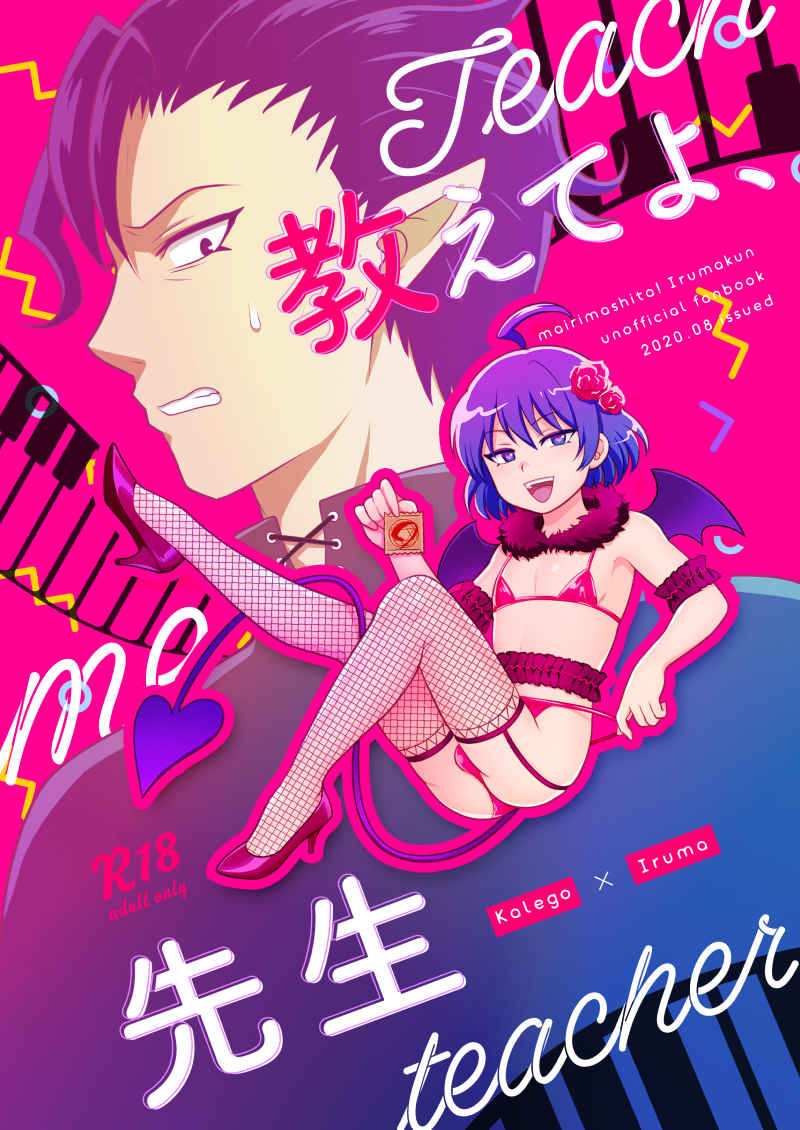 Teach
教えてよ、
mairimashita! Irumakun
unofficial fanbook
2020.08 issued
me
R18
adult only
Kalego × Iruma
先生
teacher